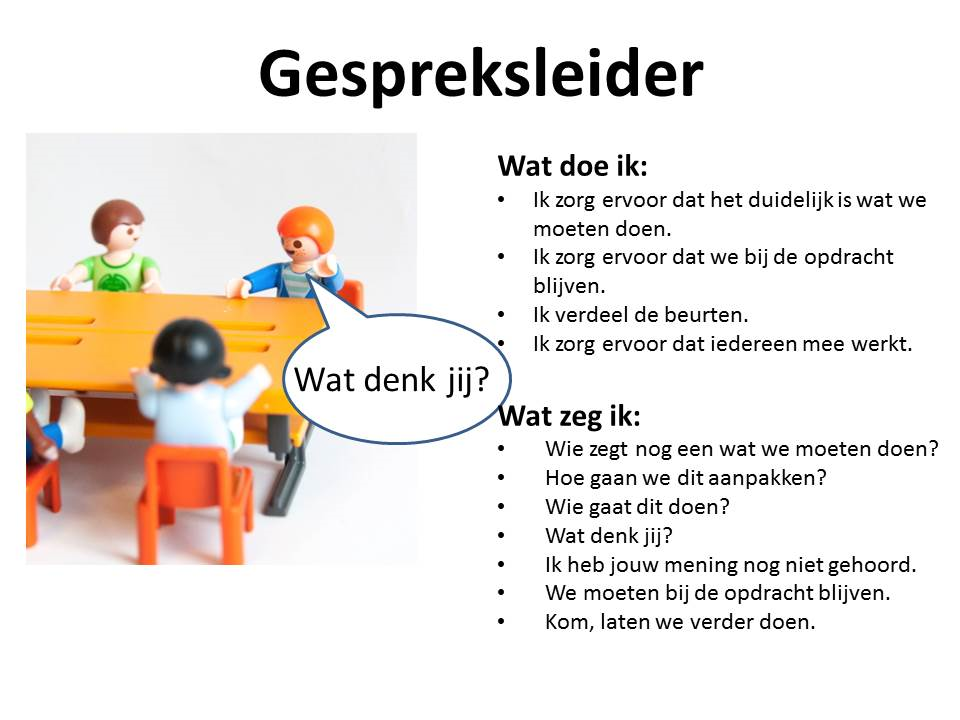 Gespreksleider
Wat doe ik:
• Ik zorg ervoor dat het duidelijk is wat we
moeten doen.
• Ik zorg ervoor dat we bij de opdracht
blijven.
• Ik verdeel de beurten.
• Ik zorg ervoor dat iedereen mee werkt.
Wat denk jij?
Wat zeg ik:
• Wie zegt nog een wat we moeten doen?
• Hoe gaan we dit aanpakken?
• Wie gaat dit doen?
• Wat denk jij?
• Ik heb jouw mening nog niet gehoord.
• We moeten bij de opdracht blijven.
• Kom, laten we verder doen.